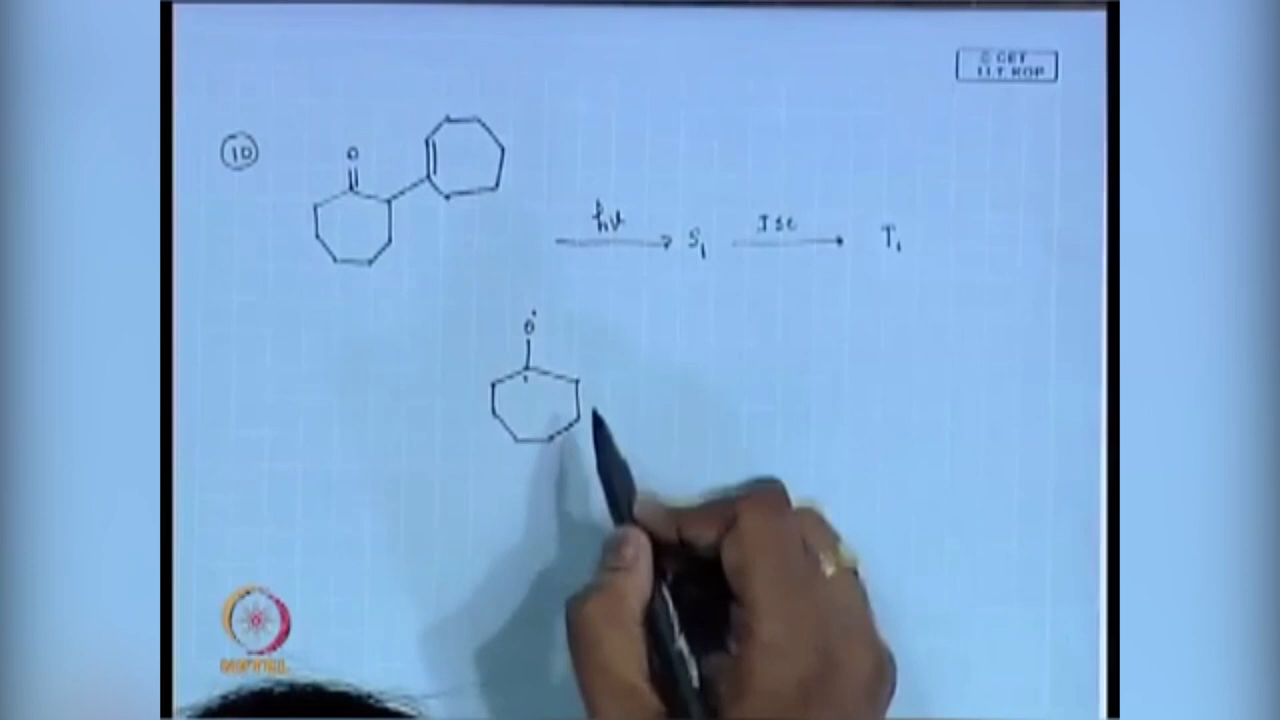 © CET
I.I.T. KGP
10
O
hν S₁ ISC T₁
O•
NPTEL